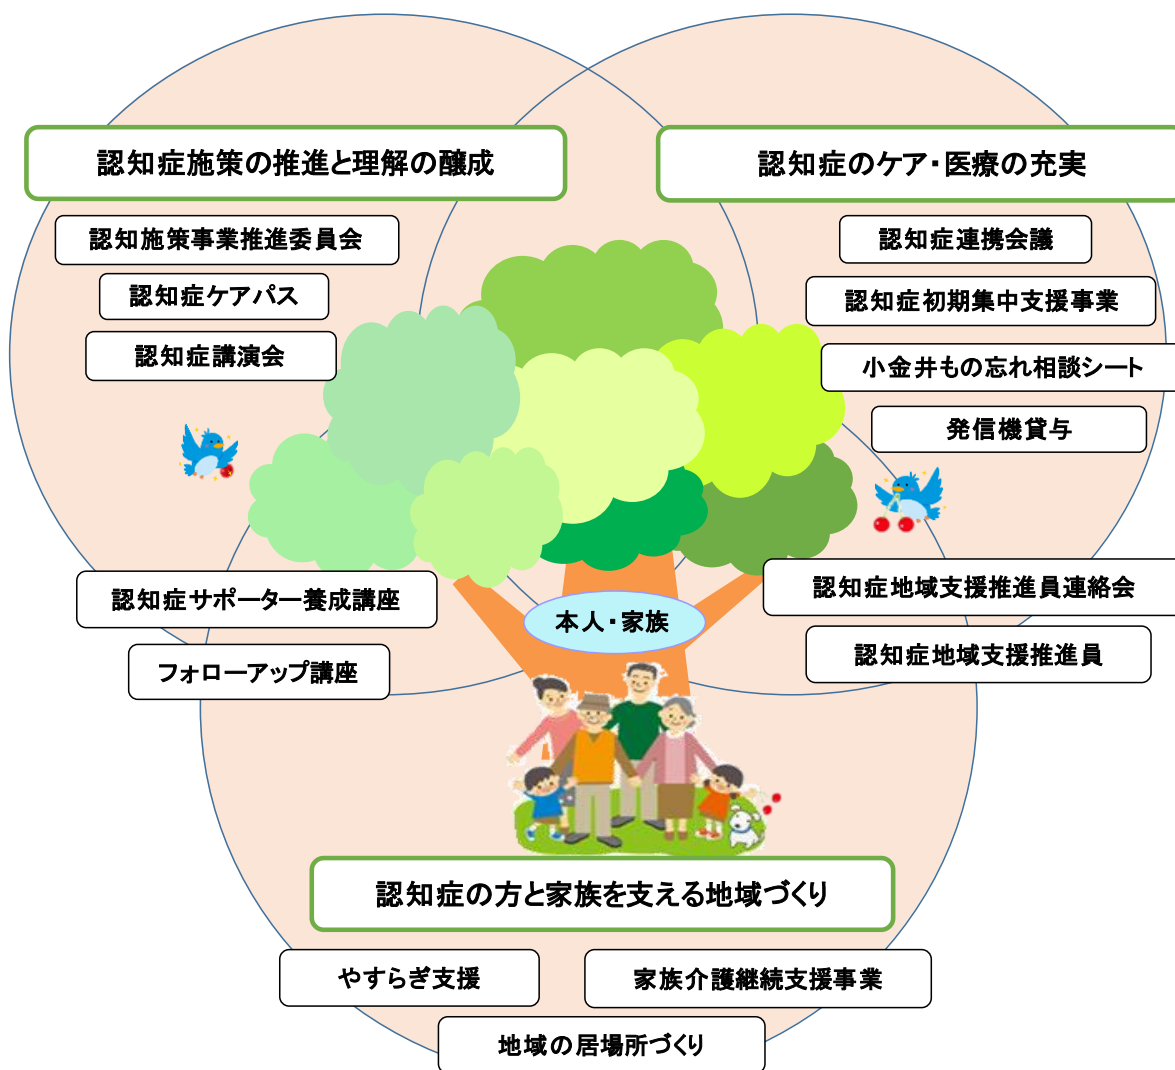 認知症施策の推進と理解の醸成
認知施策事業推進委員会
認知症ケアパス
認知症講演会
認知症のケア・医療の充実
認知症連携会議
認知症初期集中支援事業
小金井もの忘れ相談シート
発信機貸与
認知症サポーター養成講座
フォローアップ講座
本人・家族
認知症地域支援推進員連絡会
認知症地域支援推進員
認知症の方と家族を支える地域づくり
やすらぎ支援
家族介護継続支援事業
地域の居場所づくり